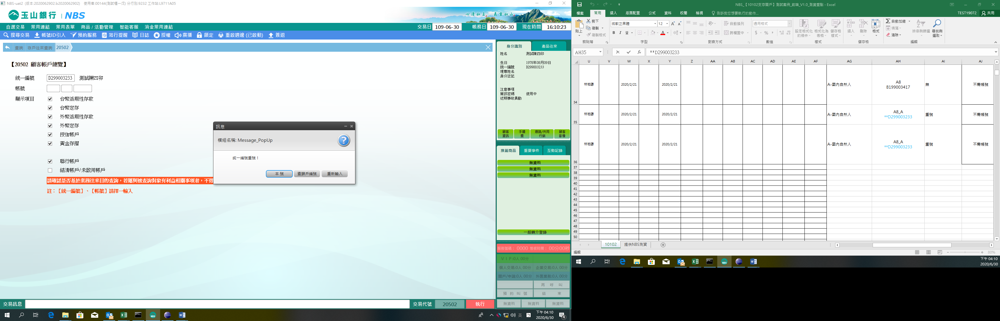 NBS-uat2 (版本:2020062902.b2020062902) 使用者:00144(測試櫃一戊) 分行別:9232 工作站:L9711A05
玉山銀行 | NBS
心清如玉。義重如山。
自選交易 常用連結 常用表單 商品 / 活動管理 智能客服 消金常用連結
交易日 109-06-30 帳務日 109-06-30 現在時間 16:10:23
搜尋交易 帳號ID引入 預約服務 蒞行提醒 日誌 授權 廣播 鎖定 重啟週邊 (已啟動) 簽退
查詢 存戶往來查詢 20502
【20502 顧客帳戶總覽】
統一編號 D299003233 測試陳四卯
帳號
顯示項目 台幣活期性存款
台幣定存
外幣活期性存款
外幣定存
授信帳戶
黃金存摺
聯行帳戶
結清帳戶/未啟用帳戶
請確認是否基於業務往來目的查詢，若屬與被查詢對象有利益相關事項者，不得
註：【統一編號】、【帳號】請擇一輸入
訊息
模組名稱: Message_PopUp
統一編號重號！
本 號 查歸戶編號 重新輸入
身分識別 產品往來
姓名 測試陳四卯
生日 1978年08月09日
統一編號 D299003233
理專姓名
身分註記
注意事項
簡訊密碼 使用中
近期事故異動
顧客資訊 手續費 通路/共同行銷 顧客影像
推薦商品 重要事件 互動記錄
無資料
無資料
無資料
一般轉介登錄
服務號碼： 0000 等候時間： 00分00秒
V I P:0人 00分
個人交易:0人 00分 企業交易:0人 00分
開戶/申請:0人 00分 外匯業務:0人 00分
再 呼 叫
預 約 叫 號 結 束
無資料 無資料 無資料
交易訊息 交易代號 20502 執行
英 下午 04:10
2020/6/30 4
NBS_【10102支存開戶】測試案例_前端_V1.0_測資盤點 - Excel
檔案 常用 插入 版面配置 公式 資料 校閱 檢視 告訴我您想要執行的動作... TEST19072 共用
貼上 剪下 複製 複製格式 剪貼簿
微軟正黑體 12 B I U 字型
自動換列 跨欄置中 對齊方式
通用格式 $ % 數值
設定格式化的條件 格式化為表格 儲存格樣式 樣式
插入 刪除 格式 儲存格
自動加總 填滿 清除 排序與篩選 尋找與選取 編輯
AH35 fx **D299003233
U V W X Y Z AA AB AC AD AE AF AG AH AI AJ
34 林柏諺 2020/2/21 2020/2/21 A-國內自然人 A8 B199003417 無 不需帳號
35 林柏諺 2020/2/21 2020/2/21 A-國內自然人 A8_A **D299003233 重號 不需帳號
36 林柏諺 2020/2/21 2020/2/21 A-國內自然人 A8_A **D299003233 重號 不需帳號
37
38
39
40
41
42
43
44
45
46
47
48
49
50
10102 提供NBS測資
編輯 80%
下午 04:10
2020/6/30